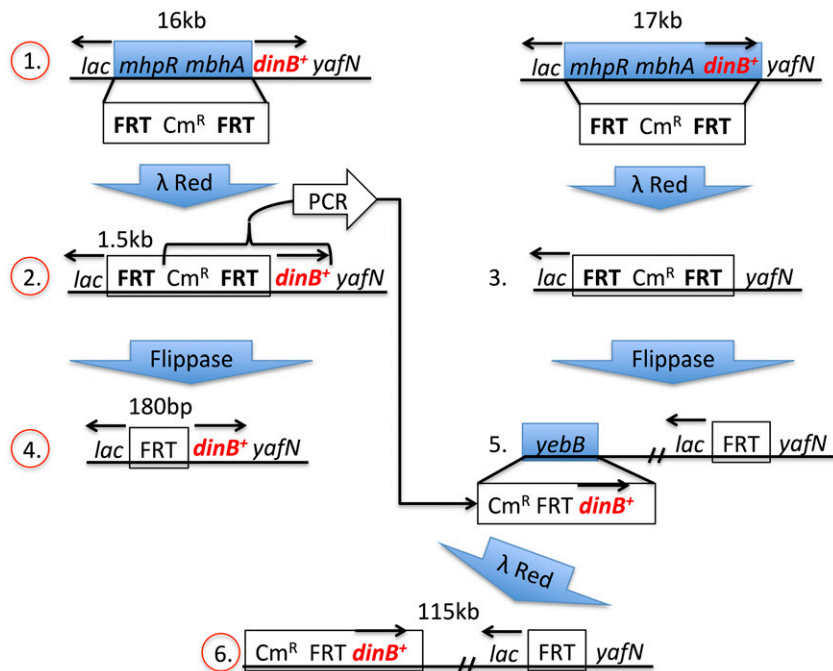 16kb
1. lac mhpR mbhA dinB⁺ yafN
FRT Cmᴿ FRT
λ Red
PCR
1.5kb
2. lac FRT Cmᴿ FRT dinB⁺ yafN
Flippase
180bp
4. lac FRT dinB⁺ yafN
17kb
lac mhpR mbhA dinB⁺ yafN
FRT Cmᴿ FRT
λ Red
3. lac FRT Cmᴿ FRT yafN
Flippase
5. yebB // lac FRT yafN
Cmᴿ FRT dinB⁺
λ Red
115kb
6. Cmᴿ FRT dinB⁺ // lac FRT yafN